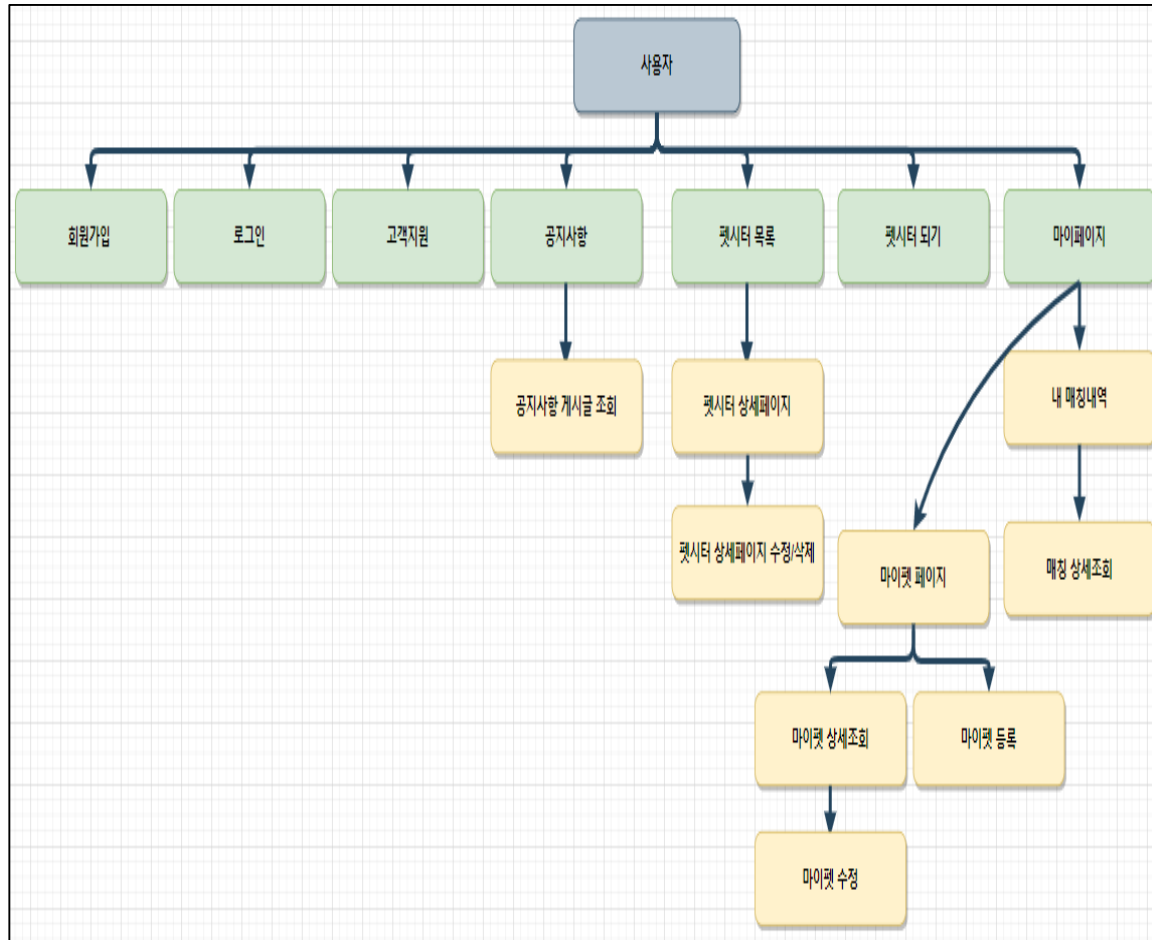 사용자
회원가입
로그인
고객지원
공지사항
펫시터 목록
펫시터 되기
마이페이지
공지사항 게시글 조회
펫시터 상세페이지
내 매칭내역
펫시터 상세페이지 수정/삭제
마이펫 페이지
매칭 상세조회
마이펫 상세조회
마이펫 등록
마이펫 수정